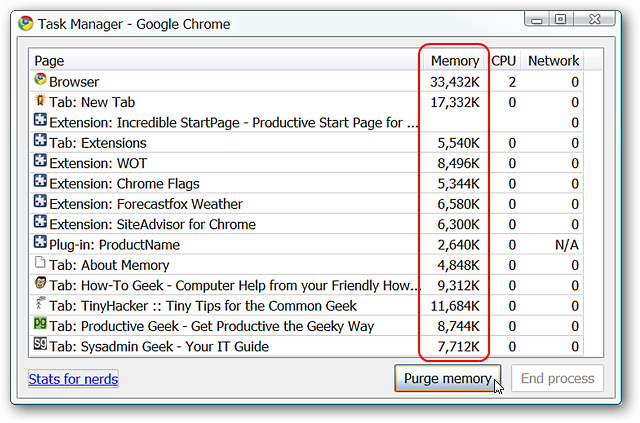 Task Manager - Google Chrome
Page Memory CPU Network
Browser 33,432K 2 0
Tab: New Tab 17,332K 0 0
Extension: Incredible StartPage - Productive Start Page for ... 0
Tab: Extensions 5,540K 0 0
Extension: WOT 8,496K 0 0
Extension: Chrome Flags 5,344K 0 0
Extension: Forecastfox Weather 6,580K 0 0
Extension: SiteAdvisor for Chrome 6,300K 0 0
Plug-in: ProductName 2,640K 0 N/A
Tab: About Memory 4,848K 0 0
Tab: How-To Geek - Computer Help from your Friendly How... 9,312K 0 0
Tab: TinyHacker :: Tiny Tips for the Common Geek 11,684K 0 0
pg Tab: Productive Geek - Get Productive the Geeky Way 8,744K 0 0
sg Tab: Sysadmin Geek - Your IT Guide 7,712K 0 0
Stats for nerds Purge memory End process